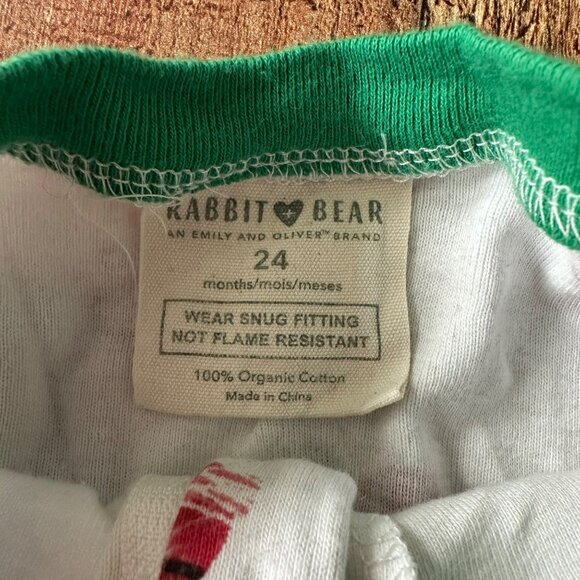 RABBIT BEAR
AN EMILY AND OLIVER™ BRAND
24
months/mois/meses
WEAR SNUG FITTING
NOT FLAME RESISTANT
100% Organic Cotton
Made in China